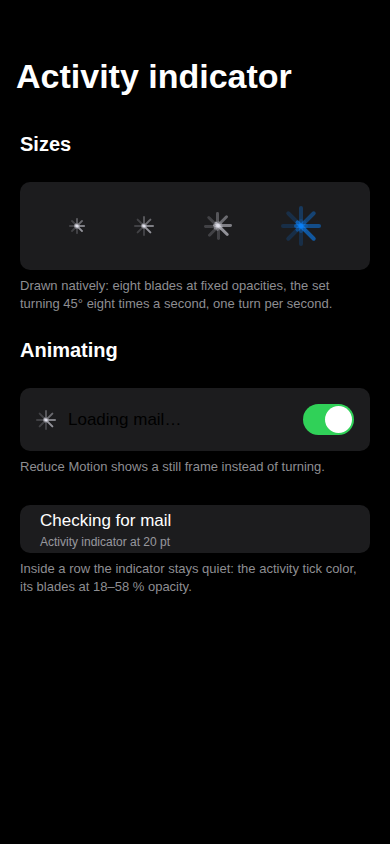 Activity indicator
Sizes
Drawn natively: eight blades at fixed opacities, the set
turning 45° eight times a second, one turn per second.
Animating
Loading mail…
Reduce Motion shows a still frame instead of turning.
Checking for mail
Activity indicator at 20 pt
Inside a row the indicator stays quiet: the activity tick color,
its blades at 18–58 % opacity.